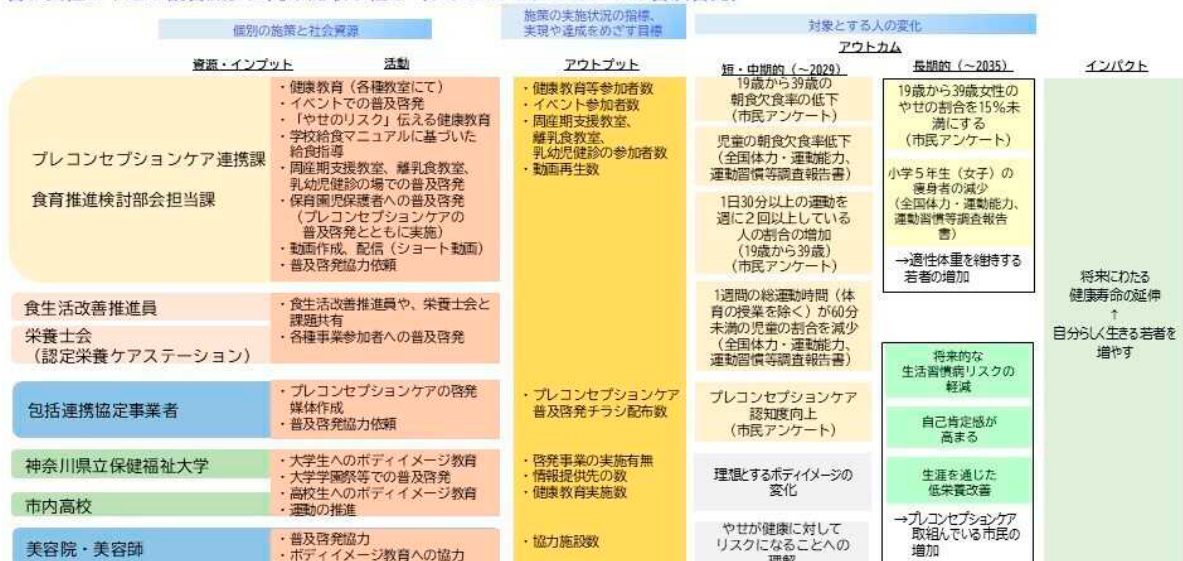 個別の施策と社会資源
施策の実施状況の指標、
実現や達成をめざす目標
対象とする人の変化
アウトカム
資源・インプット
活動
アウトプット
短・中期的(~2029)
長期的(~2035)
インパクト
プレコンセプションケア連携課
食育推進検討部会担当課
・健康教育(各種教室にて)
・イベントでの普及啓発
・「やせのリスク」伝える健康教育
・学校給食マニュアルに基づいた
給食指導
・周産期支援教室、離乳食教室、
乳幼児健診の場での普及啓発
・保育園児保護者への普及啓発
(プレコンセプションケアの
普及啓発とともに実施)
・動画作成、配信(ショート動画)
・普及啓発協力依頼
・健康教育等参加者数
・イベント参加者数
・周産期支援教室、
離乳食教室、
乳幼児健診の参加者数
・動画再生数
19歳から39歳の
朝食欠食率の低下
(市民アンケート)
児童の朝食欠食率低下
(全国体力・運動能力、
運動習慣等調査報告書)
1日30分以上の運動を
週に2回以上している
人の割合の増加
(19歳から39歳)
(市民アンケート)
19歳から39歳女性の
やせの割合を15%未
満にする
(市民アンケート)
小学5年生(女子)の
痩身者の減少
(全国体力・運動能力、
運動習慣等調査報告
書)
→適性体重を維持する
若者の増加
食生活改善推進員
栄養士会
(認定栄養ケアステーション)
・食生活改善推進員や、栄養士会と
課題共有
・各種事業参加者への普及啓発
1週間の総運動時間(体
育の授業を除く)が60分
未満の児童の割合を減少
(全国体力・運動能力、
運動習慣等調査報告書)
将来にわたる
健康寿命の延伸
↑
自分らしく生きる若者を
増やす
包括連携協定事業者
・プレコンセプションケアの啓発
媒体作成
・普及啓発協力依頼
・プレコンセプションケア
普及啓発チラシ配布数
プレコンセプションケア
認知度向上
(市民アンケート)
将来的な
生活習慣病リスクの
軽減
自己肯定感が
高まる
神奈川県立保健福祉大学
市内高校
・大学生へのボディイメージ教育
・大学学園祭等での普及啓発
・高校生へのボディイメージ教育
・運動の推進
・啓発事業の実施有無
・情報提供先の数
・健康教育実施数
理想とするボディイメージの
変化
生涯を通じた
低栄養改善
→プレコンセプションケア
取組んでいる市民の
増加
美容院・美容師
・普及啓発協力
・ボディイメージ教育への協力
・協力施設数
やせが健康に対して
リスクになることへの